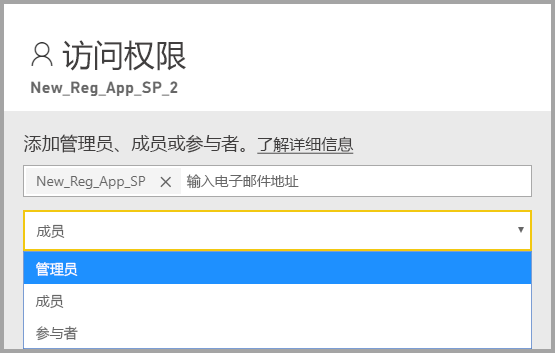 访问权限
New_Reg_App_SP_2
添加管理员、成员或参与者。了解详细信息
New_Reg_App_SP × 输入电子邮件地址
成员
管理员
成员
参与者